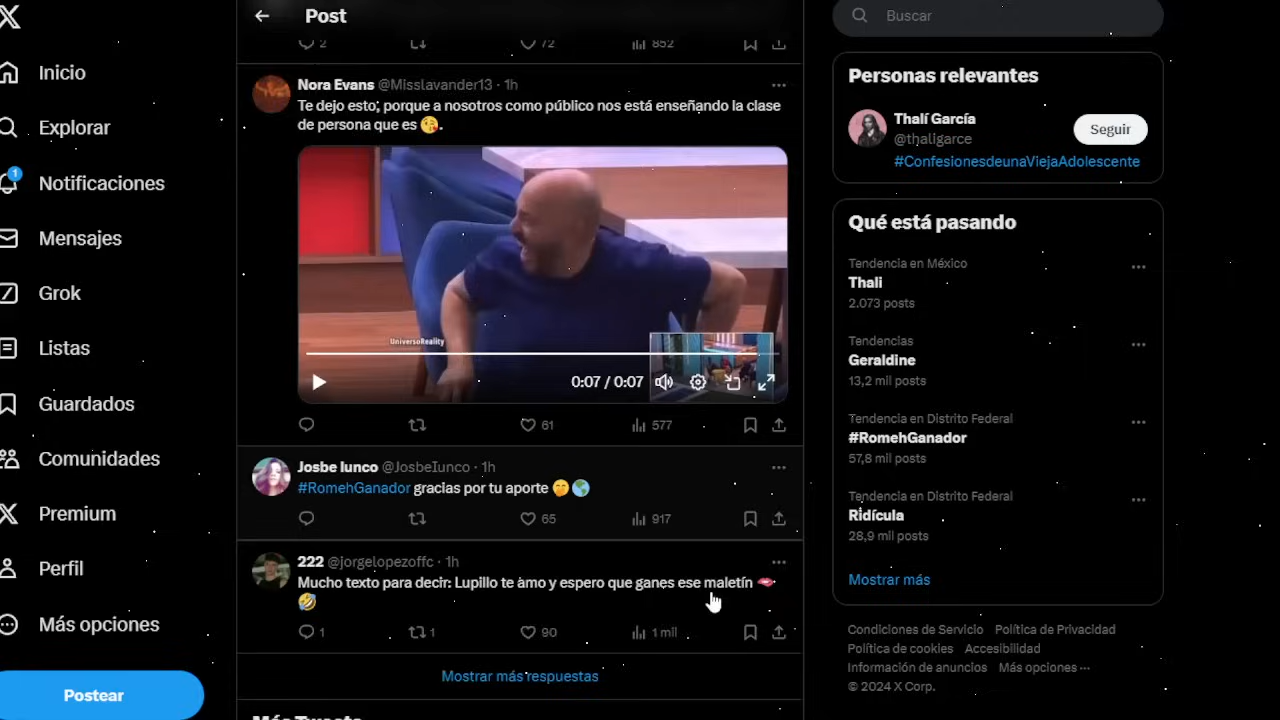 Inicio
Explorar
1
Notificaciones
Mensajes
Grok
Listas
Guardados
Comunidades
Premium
Perfil
Más opciones
Postear
Post
2
72
852
Nora Evans @Misslavander13 · 1h
Te dejo esto, porque a nosotros como público nos está enseñando la clase
de persona que es 😘.
UniversoReality
0:07 / 0:07
61
577
Josbe Iunco @JosbeIunco · 1h
#RomehGanador gracias por tu aporte 🤭🌎
65
917
222 @jorgelopezoffc · 1h
Mucho texto para decir: Lupillo te amo y espero que ganes ese maletín 🫦
🤣
1
1
90
1 mil
Mostrar más respuestas
Más Tweets
Buscar
Personas relevantes
Thalí García
@thaligarce
Seguir
#ConfesionesdeunaViejaAdolescente
Qué está pasando
Tendencia en México
Thali
2.073 posts
Tendencias
Geraldine
13,2 mil posts
Tendencia en Distrito Federal
#RomehGanador
57,8 mil posts
Tendencia en Distrito Federal
Ridícula
28,9 mil posts
Mostrar más
Condiciones de Servicio Política de Privacidad
Política de cookies Accesibilidad
Información de anuncios Más opciones ···
© 2024 X Corp.